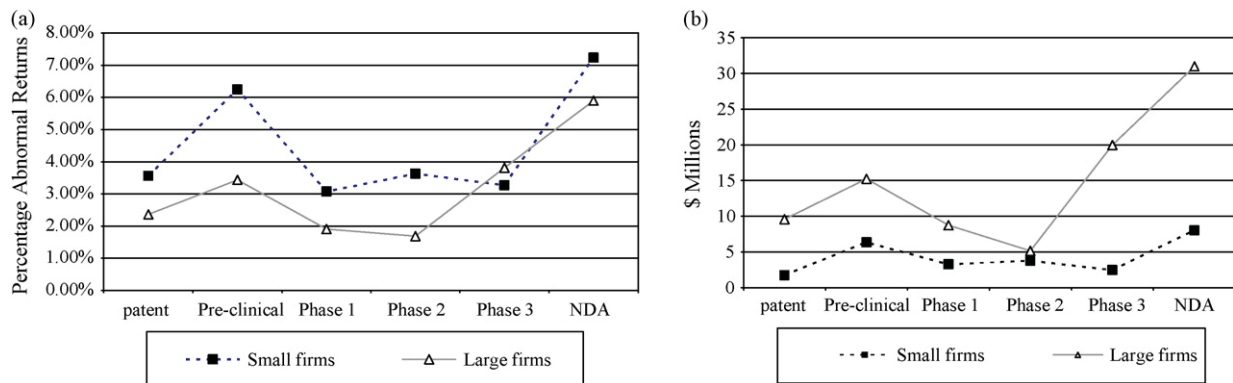 (a)
8.00%
7.00%
6.00%
5.00%
4.00%
3.00%
2.00%
1.00%
0.00%
Percentage Abnormal Returns
patent Pre-clinical Phase 1 Phase 2 Phase 3 NDA
Small firms Large firms
(b)
35
30
25
20
15
10
5
0
$ Millions
patent Pre-clinical Phase 1 Phase 2 Phase 3 NDA
Small firms Large firms